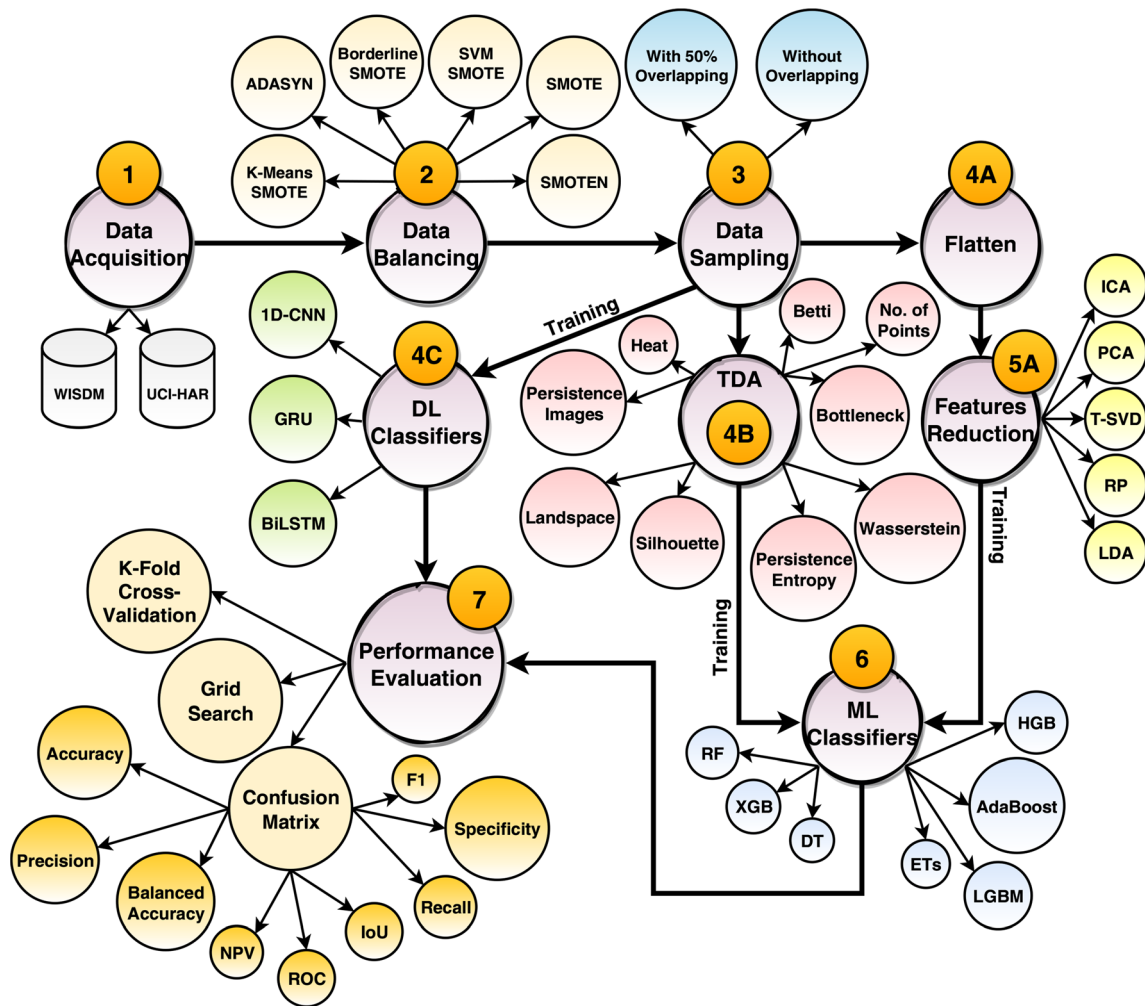 With 50%
Overlapping
Without
Overlapping
Borderline
SMOTE
SVM
SMOTE
ADASYN
SMOTE
K-Means
SMOTE
SMOTEN
1
Data
Acquisition
2
Data
Balancing
3
Data
Sampling
4A
Flatten
WISDM
UCI-HAR
1D-CNN
GRU
BiLSTM
Training
4C
DL
Classifiers
Heat
Betti
No. of
Points
Persistence
Images
TDA
4B
Bottleneck
Landspace
Silhouette
Persistence
Entropy
Wasserstein
5A
Features
Reduction
ICA
PCA
T-SVD
RP
LDA
Training
Training
K-Fold
Cross-
Validation
Grid
Search
7
Performance
Evaluation
6
ML
Classifiers
RF
XGB
DT
ETs
LGBM
AdaBoost
HGB
Accuracy
Precision
Balanced
Accuracy
Confusion
Matrix
F1
Specificity
Recall
IoU
ROC
NPV